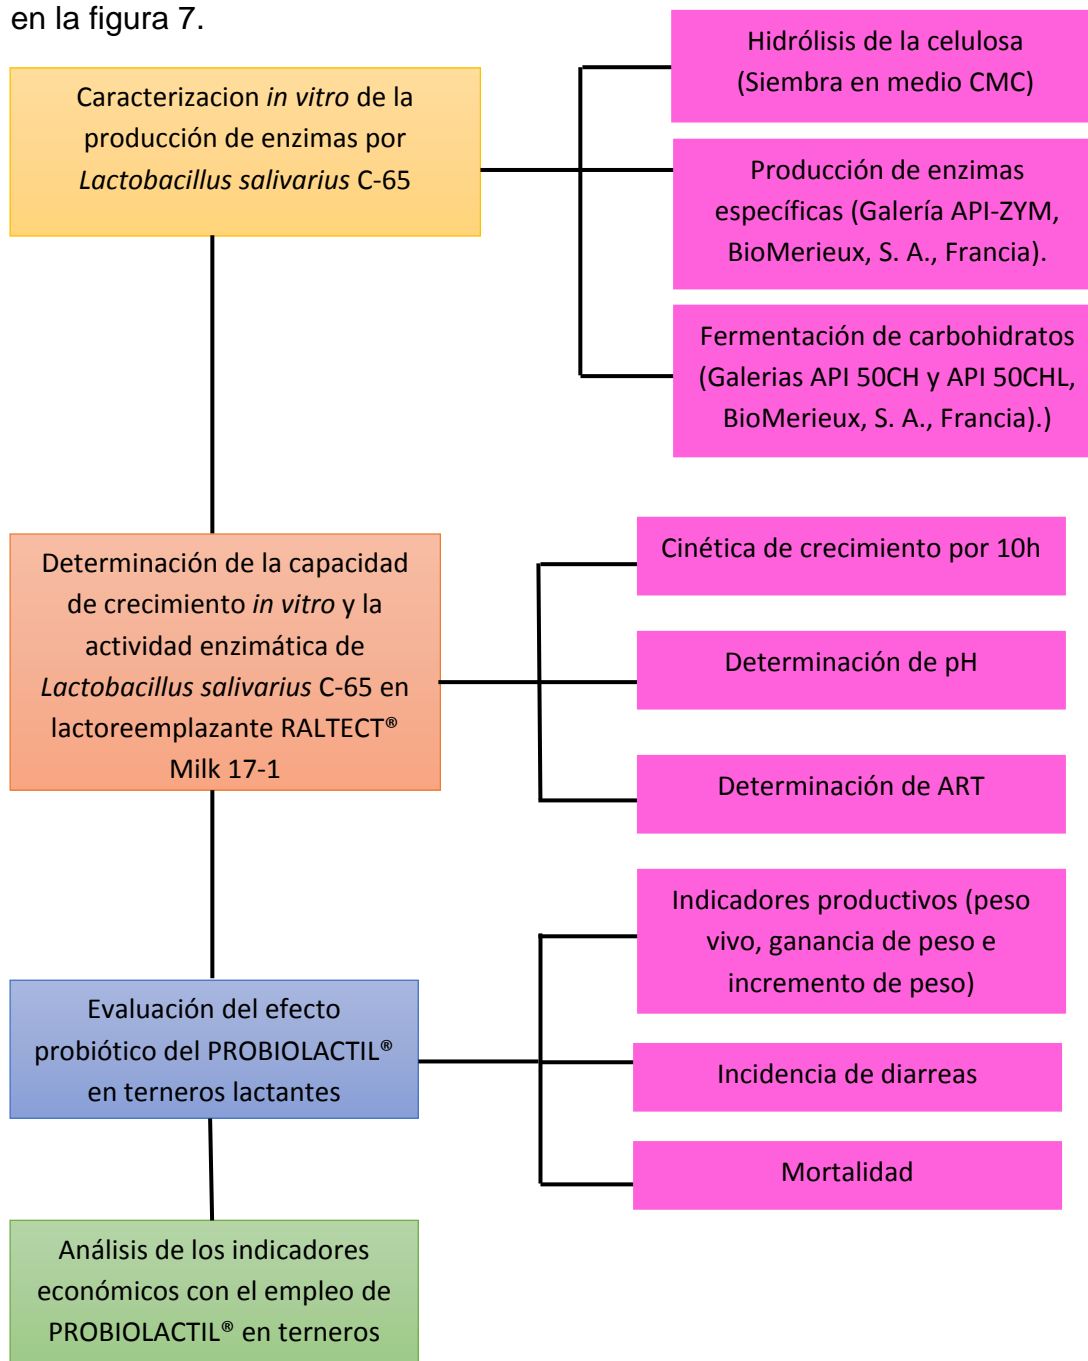 en la figura 7.
Caracterizacion in vitro de la
producción de enzimas por
Lactobacillus salivarius C-65
Hidrólisis de la celulosa
(Siembra en medio CMC)
Producción de enzimas
específicas (Galería API-ZYM,
BioMerieux, S. A., Francia).
Fermentación de carbohidratos
(Galerias API 50CH y API 50CHL,
BioMerieux, S. A., Francia).)
Determinación de la capacidad
de crecimiento in vitro y la
actividad enzimática de
Lactobacillus salivarius C-65 en
lactoreemplazante RALTECT®
Milk 17-1
Cinética de crecimiento por 10h
Determinación de pH
Determinación de ART
Evaluación del efecto
probiótico del PROBIOLACTIL®
en terneros lactantes
Indicadores productivos (peso
vivo, ganancia de peso e
incremento de peso)
Incidencia de diarreas
Mortalidad
Análisis de los indicadores
económicos con el empleo de
PROBIOLACTIL® en terneros